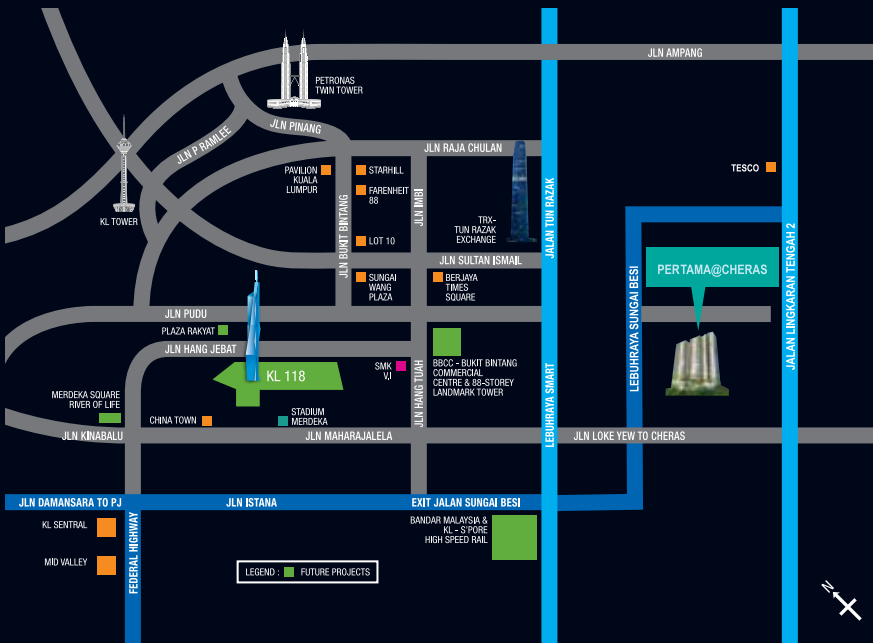 JLN AMPANG
PETRONAS
TWIN TOWER
JLN PINANG
JLN P RAMLEE
JLN RAJA CHULAN
KL TOWER
PAVILION
KUALA
LUMPUR
STARHILL
FARENHEIT
88
LOT 10
JLN BUKIT BINTANG
JLN IMBI
TRX-
TUN RAZAK
EXCHANGE
JALAN TUN RAZAK
TESCO
JLN SULTAN ISMAIL
SUNGAI
WANG
PLAZA
BERJAYA
TIMES
SQUARE
LEBUHRAYA SUNGAI BESI
PERTAMA@CHERAS
JALAN LINGKARAN TENGAH 2
JLN PUDU
PLAZA RAKYAT
JLN HANG JEBAT
KL 118
SMK
V,I
JLN HANG TUAH
BBCC - BUKIT BINTANG
COMMERCIAL
CENTRE & 88-STOREY
LANDMARK TOWER
LEBUHRAYA SMART
MERDEKA SQUARE
RIVER OF LIFE
CHINA TOWN
STADIUM
MERDEKA
JLN KINABALU
JLN MAHARAJALELA
JLN LOKE YEW TO CHERAS
JLN DAMANSARA TO PJ
JLN ISTANA
EXIT JALAN SUNGAI BESI
KL SENTRAL
MID VALLEY
FEDERAL HIGHWAY
BANDAR MALAYSIA &
KL - S'PORE
HIGH SPEED RAIL
LEGEND : FUTURE PROJECTS
N